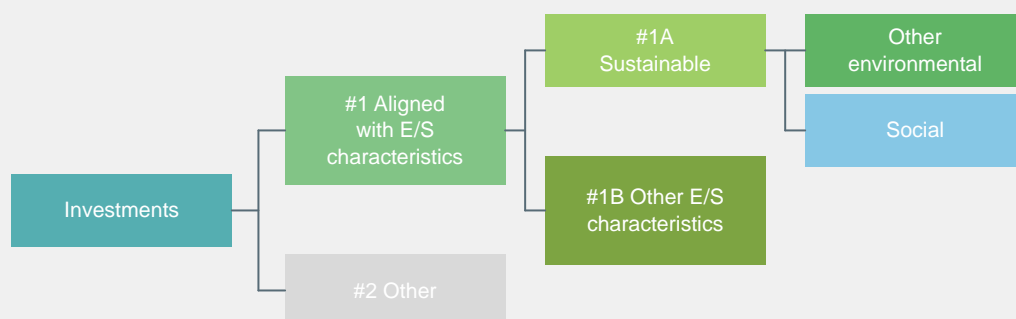 #1A
Sustainable
Other
environmental
#1 Aligned
with E/S
characteristics
Social
Investments
#1B Other E/S
characteristics
#2 Other